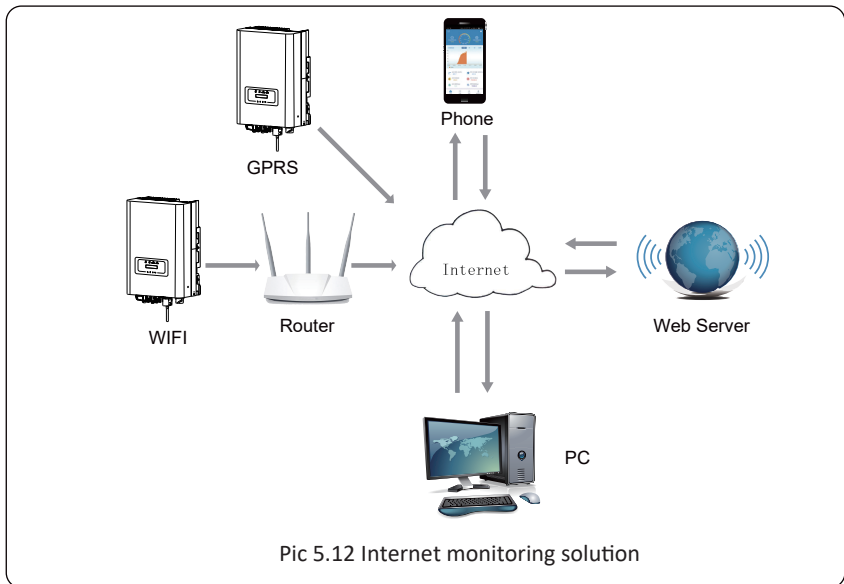 Phone
GPRS
Internet
WIFI
Router
Web Server
PC
Pic 5.12 Internet monitoring solution